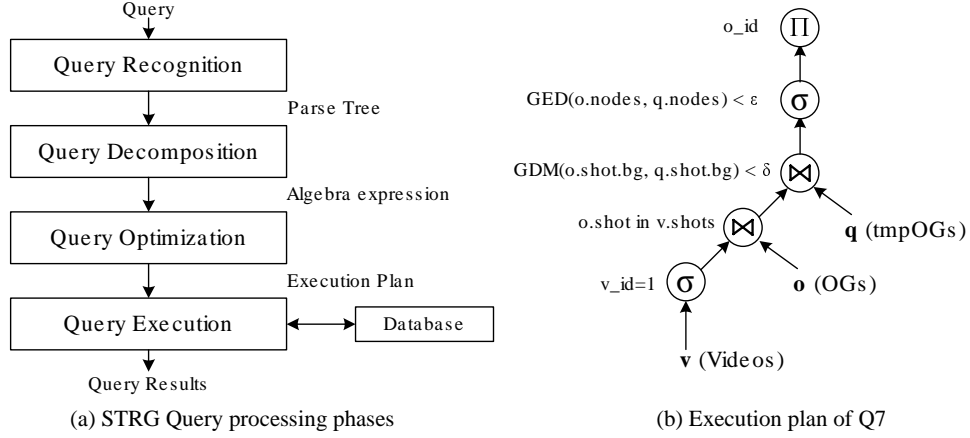 Query
Query Recognition
Parse Tree
Query Decomposition
Algebra expression
Query Optimization
Execution Plan
Query Execution
Database
Query Results
(a) STRG Query processing phases
o_id
Π
GED(o.nodes, q.nodes) < ε
σ
GDM(o.shot.bg, q.shot.bg) < δ
⋈
o.shot in v.shots
⋈
q (tmpOGs)
v_id=1
σ
o (OGs)
v (Videos)
(b) Execution plan of Q7